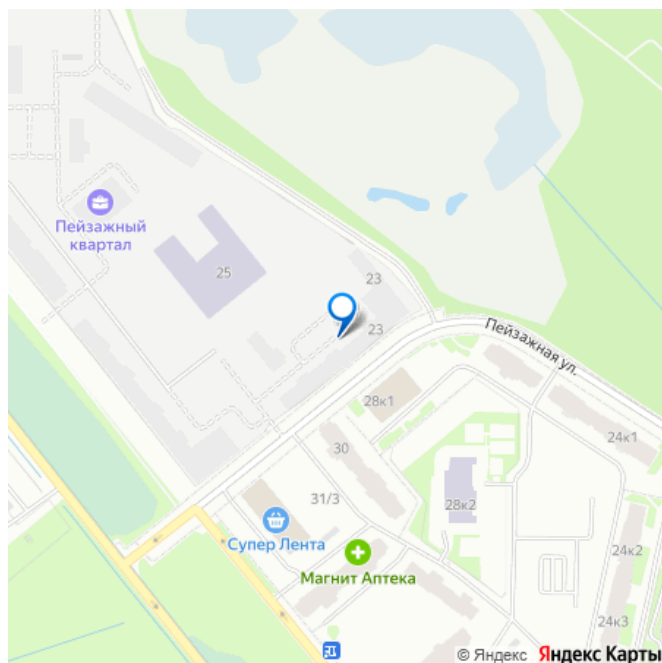 Пейзажный
квартал
25
23
23
Пейзажная ул.
28к1
24к1
30
31/3
28к2
Супер Лента
24к2
Магнит Аптека
24к3
© Яндекс Яндекс Карты